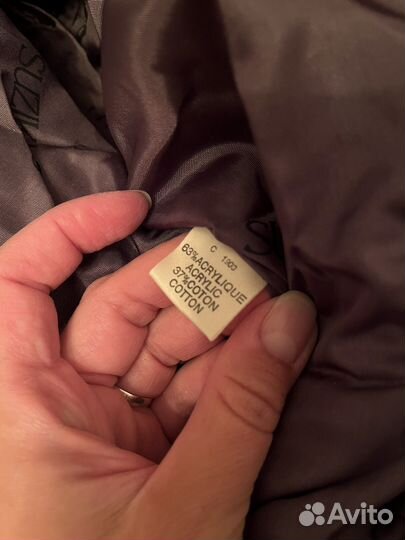 C 1903
63%ACRYLIQUE
ACRYLIC
37%COTON
COTTON
Avito